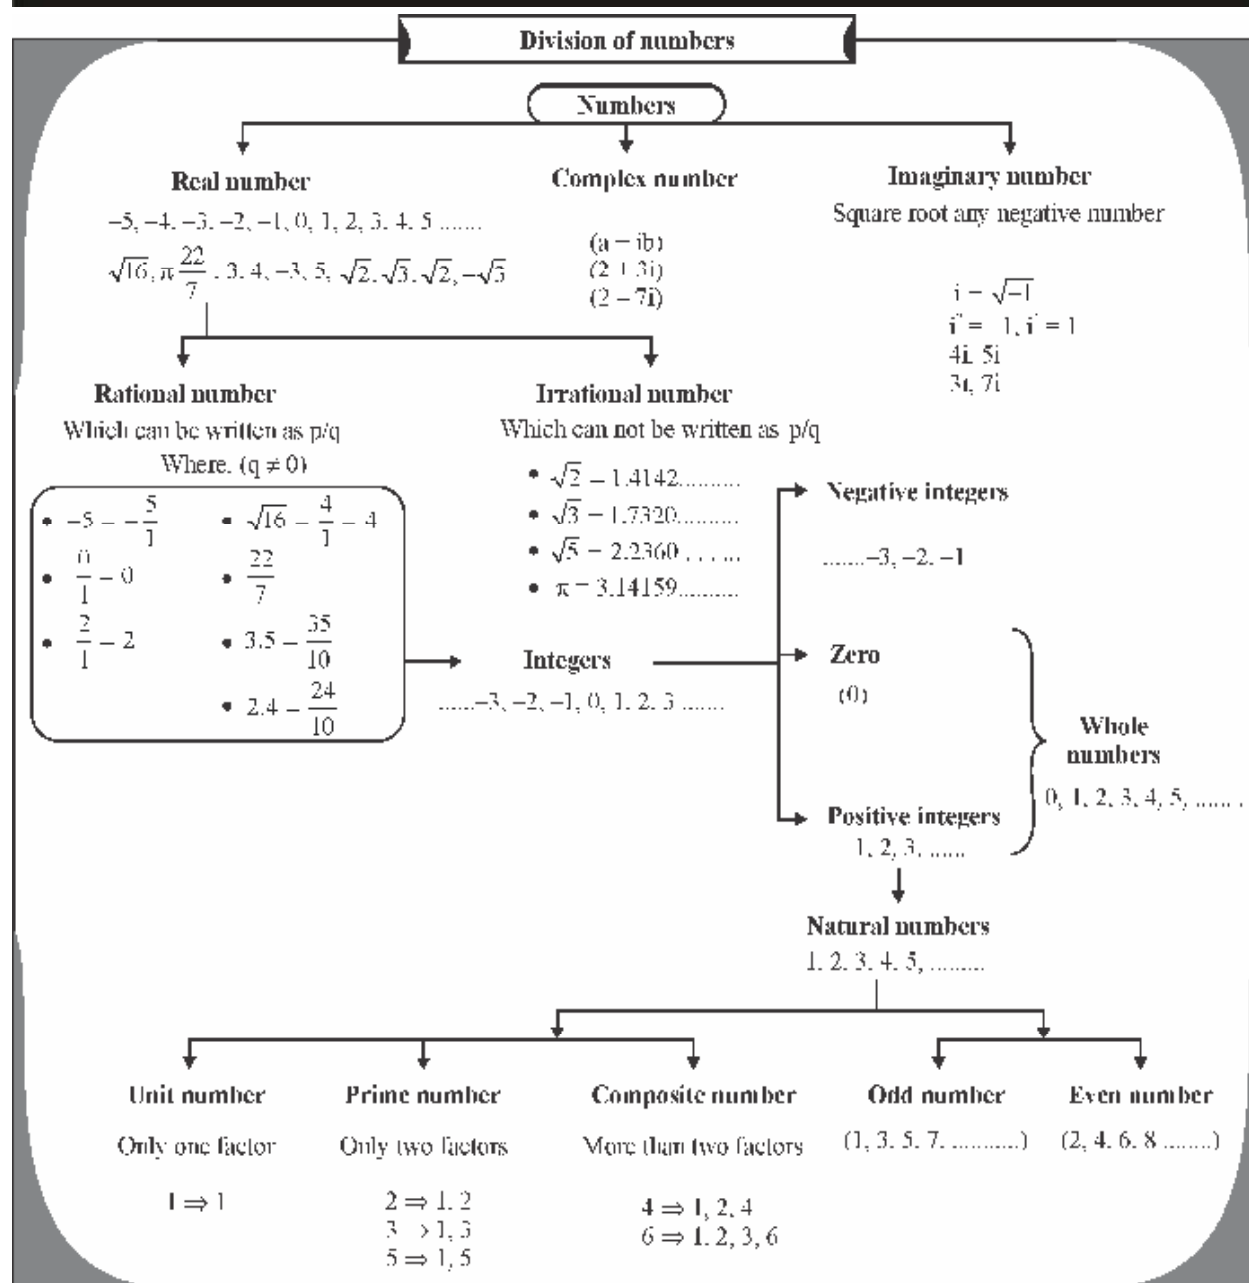 Division of numbers
Numbers
Real number
–5, –4. –3. –2, –1, 0, 1, 2, 3. 4. 5 .......
√16, π 22/7 . 3. 4, –3, 5, √2. √3. √2, –√5
Complex number
(a – ib)
(2 + 3i)
(2 – 7i)
Imaginary number
Square root any negative number
i – √–1
= 1, = 1
4i, 5i
3i, 7i
Rational number
Which can be written as p/q
Where. (q ≠ 0)
• –5 – –5/1
• √16 – 4/1 – 4
• 0/1 – 0
• 22/7
• 2/1 – 2
• 3.5 – 35/10
• 2.4 – 24/10
Irrational number
Which can not be written as p/q
• √2 – 1.4142..........
• √3 – 1.7320..........
• √5 – 2.2360 . . . ...
• π = 3.14159..........
Integers
......–3, –2, –1, 0, 1. 2. 3 .......
Negative integers
.......–3, –2. –1
Zero
(0)
Positive integers
1, 2, 3. ......
Whole
numbers
0, 1, 2, 3, 4, 5, ...... .
Natural numbers
1. 2. 3. 4. 5, .........
Unit number
Only one factor
1 ⇒ 1
Prime number
Only two factors
2 ⇒ 1. 2
3 → 1, 3
5 ⇒ 1, 5
Composite number
More than two factors
4 ⇒ 1, 2. 4
6 ⇒ 1. 2, 3, 6
Odd number
(1, 3. 5. 7. ...........)
Even number
(2, 4. 6. 8 ........)